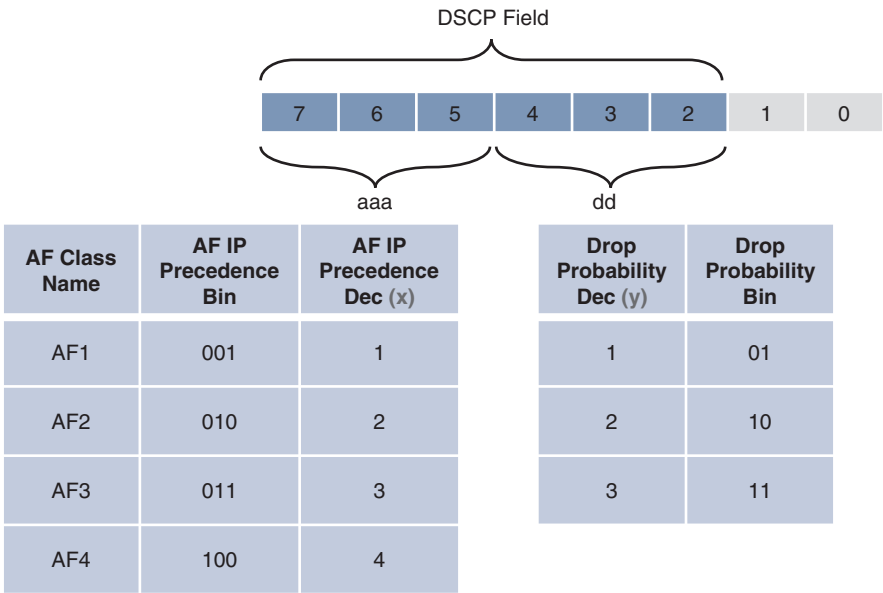 DSCP Field
7 6 5 4 3 2 1 0
aaa dd
AF Class Name AF IP Precedence Bin AF IP Precedence Dec (x)
AF1 001 1
AF2 010 2
AF3 011 3
AF4 100 4
Drop Probability Dec (y) Drop Probability Bin
1 01
2 10
3 11